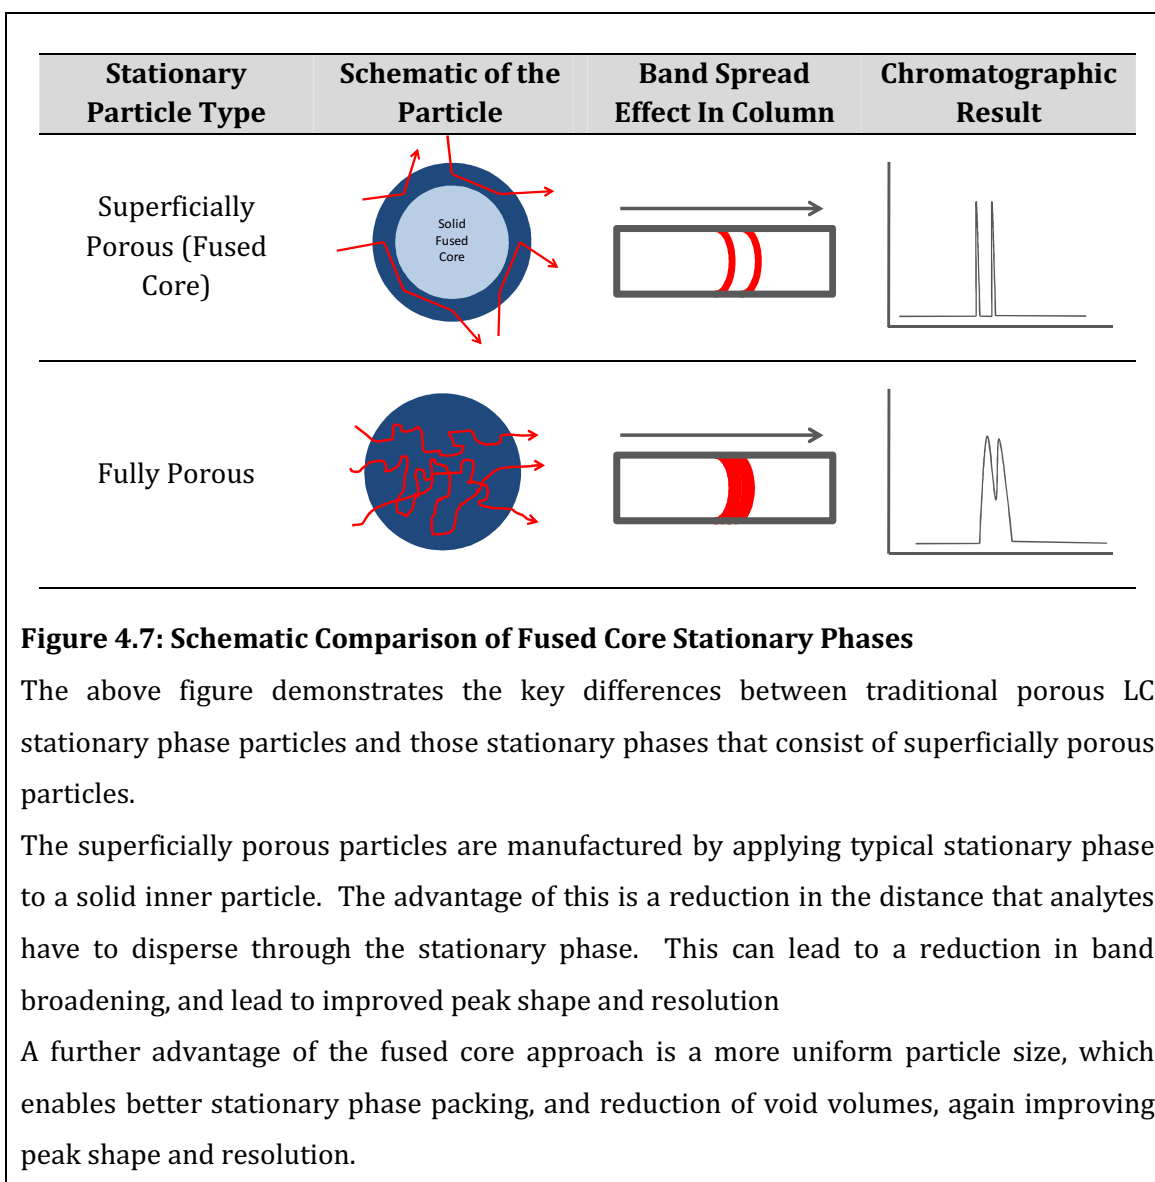 Stationary Particle Type
Schematic of the Particle
Band Spread Effect In Column
Chromatographic Result
Superficially
Porous (Fused
Core)
Solid
Fused
Core
Fully Porous
Figure 4.7: Schematic Comparison of Fused Core Stationary Phases
The above figure demonstrates the key differences between traditional porous LC
stationary phase particles and those stationary phases that consist of superficially porous
particles.
The superficially porous particles are manufactured by applying typical stationary phase
to a solid inner particle. The advantage of this is a reduction in the distance that analytes
have to disperse through the stationary phase. This can lead to a reduction in band
broadening, and lead to improved peak shape and resolution
A further advantage of the fused core approach is a more uniform particle size, which
enables better stationary phase packing, and reduction of void volumes, again improving
peak shape and resolution.